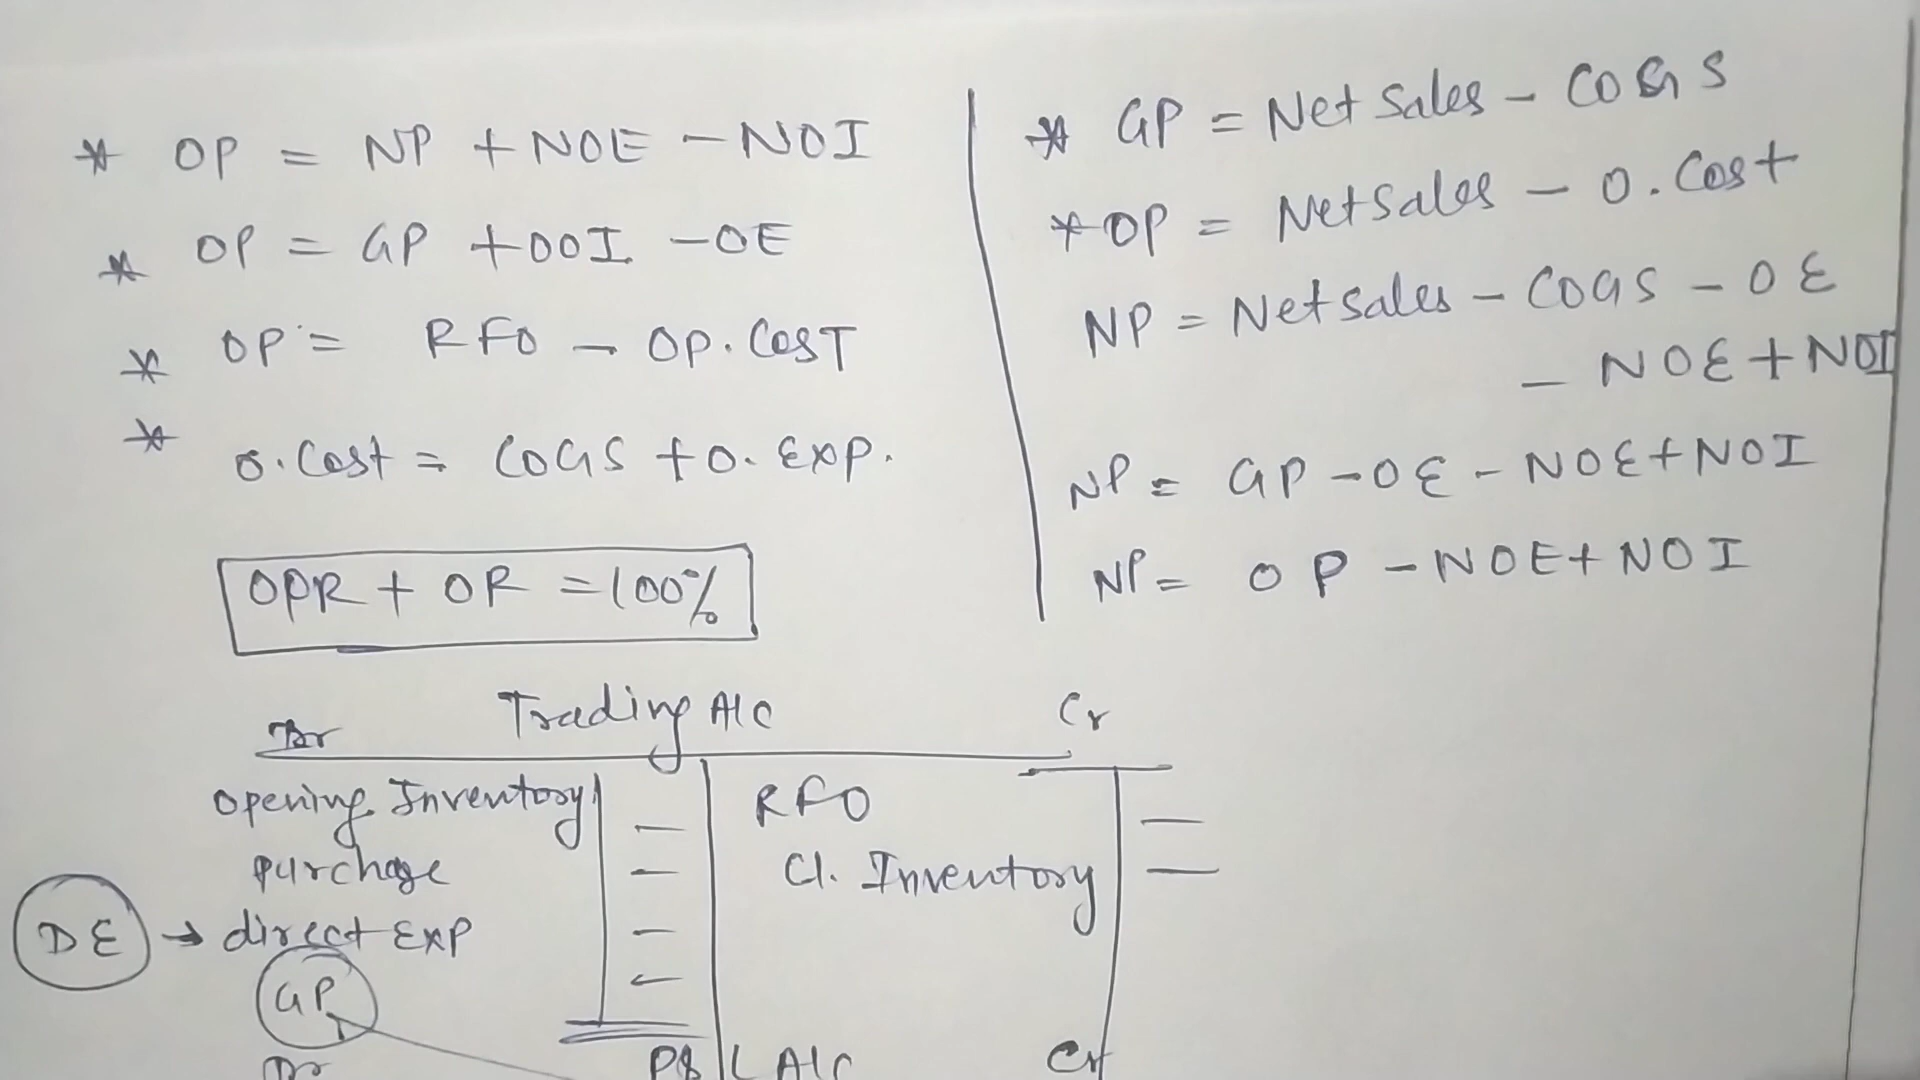 * OP = NP + NOE - NOI
* OP = GP + OOI - OE
* OP = RFO - OP. COST
* O. Cost = COGS + O. Exp.
OPR + OR = 100%
* GP = Net Sales - COGS
* OP = Net Sales - O. Cost
NP = Net Sales - COGS - OE
- NOE + NOI
NP = GP - OE - NOE + NOI
NP = OP - NOE + NOI
Dr Trading A/C Cr
Opening Inventory RFO
Purchase Cl. Inventory
DE → direct Exp
GP
Dr P&L A/C Cr